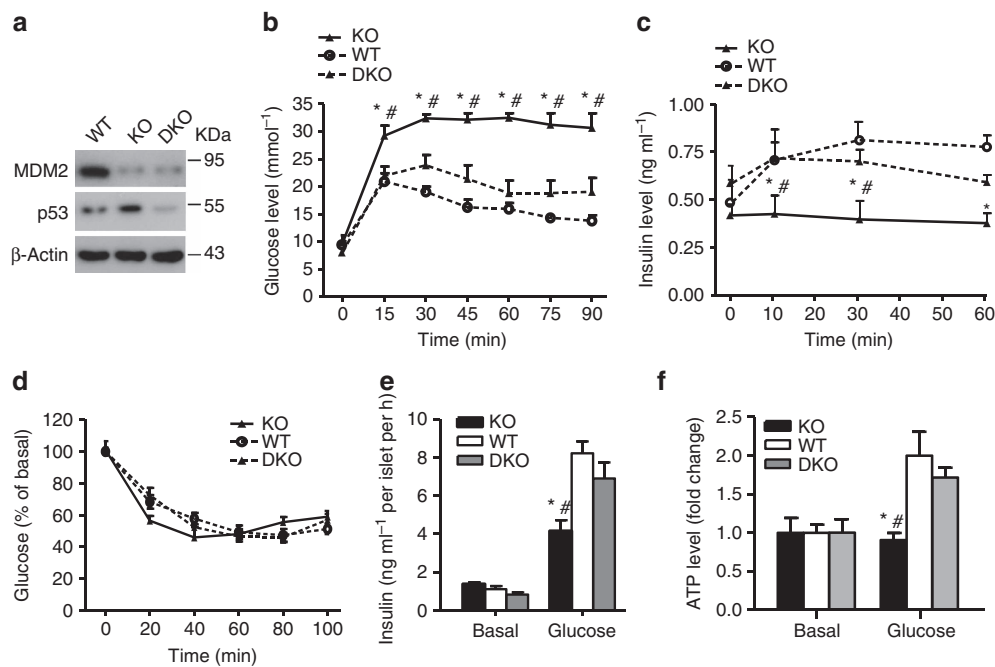 a
WT KO DKO KDa
MDM2
95
p53
55
β-Actin
43
b
KO
WT
DKO
* # * # * # * # * # * #
35
30
25
20
15
10
5
0
Glucose level (mmol⁻¹)
0 15 30 45 60 75 90
Time (min)
c
KO
WT
DKO
1.00
0.75
0.50
0.25
0.00
Insulin level (ng ml⁻¹)
* # * #
*
0 10 30 40 50 60
Time (min)
d
KO
WT
DKO
120
100
80
60
40
20
0
Glucose (% of basal)
0 20 40 60 80 100
Time (min)
e
KO
WT
DKO
10
8
6
4
2
0
Insulin (ng ml⁻¹ per islet per h)
* #
Basal Glucose
f
KO
WT
DKO
2.5
2.0
1.5
1.0
0.5
0.0
ATP level (fold change)
* #
Basal Glucose